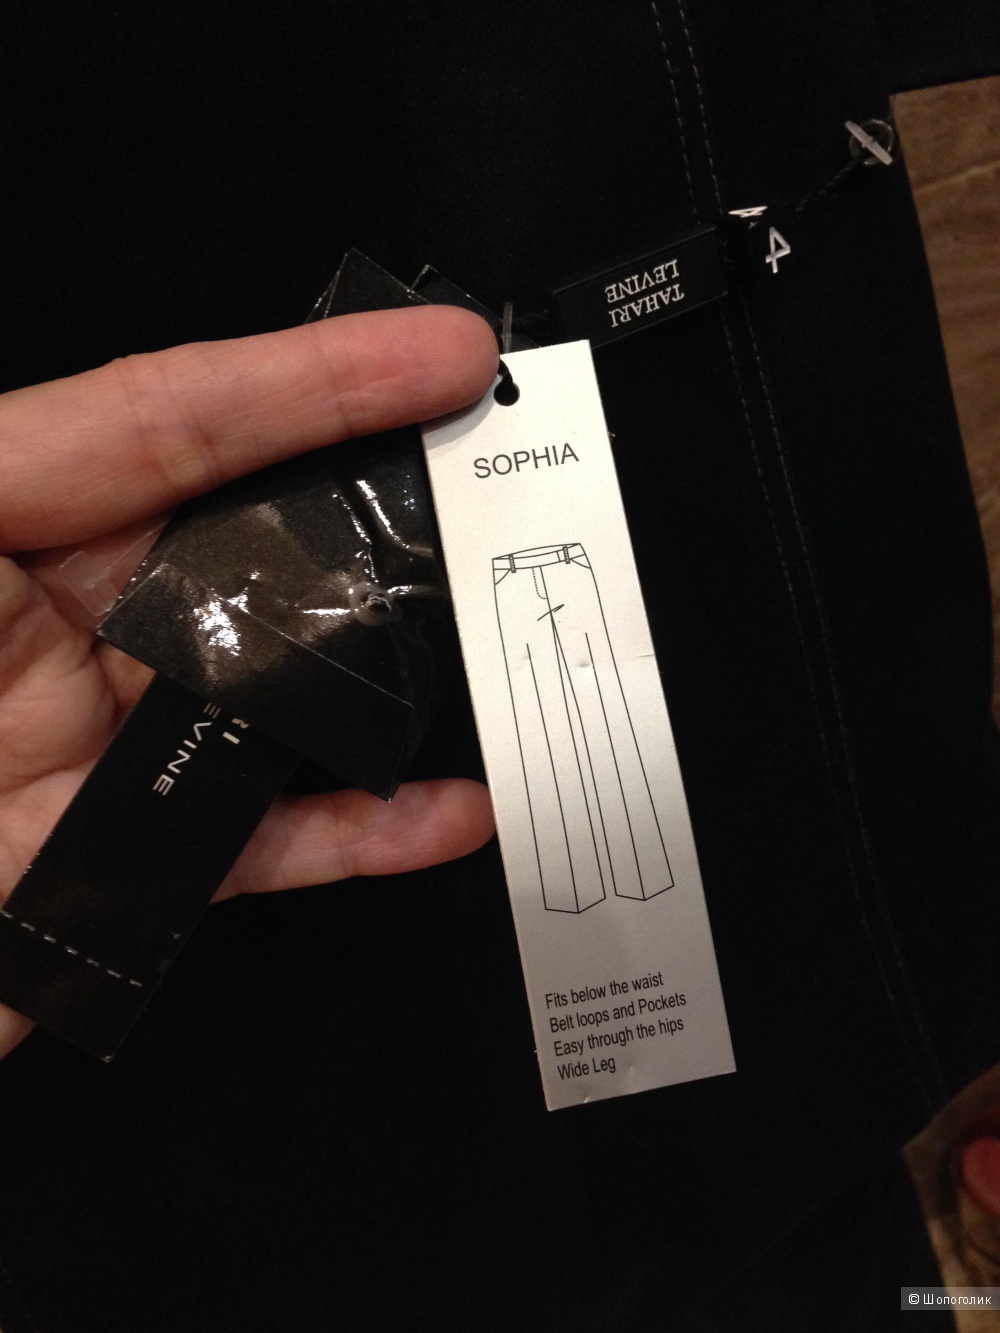 TAHARI
LEVINE
4
SOPHIA
RI
EVINE
Fits below the waist
Belt loops and Pockets
Easy through the hips
Wide Leg
© Шопоголик